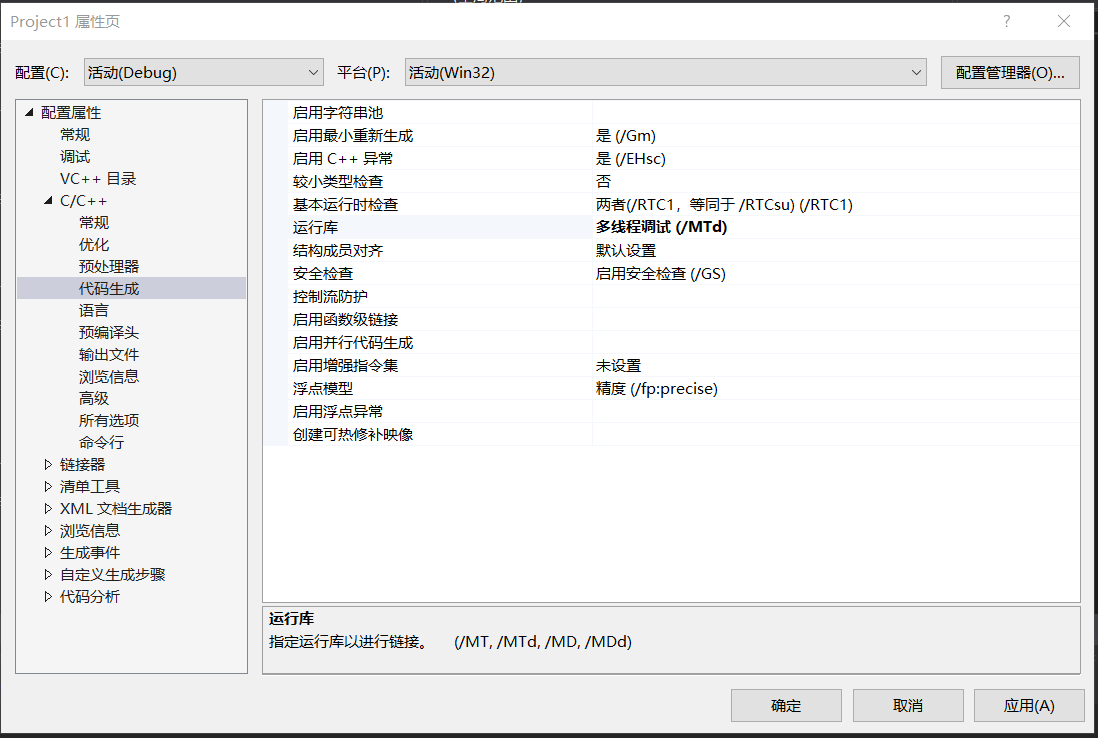 Project1 属性页
?
配置(C): 活动(Debug) 平台(P): 活动(Win32) 配置管理器(O)...
配置属性
常规
调试
VC++ 目录
C/C++
常规
优化
预处理器
代码生成
语言
预编译头
输出文件
浏览信息
高级
所有选项
命令行
链接器
清单工具
XML 文档生成器
浏览信息
生成事件
自定义生成步骤
代码分析
启用字符串池
启用最小重新生成 是 (/Gm)
启用 C++ 异常 是 (/EHsc)
较小类型检查 否
基本运行时检查 两者(/RTC1，等同于 /RTCsu) (/RTC1)
运行库 多线程调试 (/MTd)
结构成员对齐 默认设置
安全检查 启用安全检查 (/GS)
控制流防护
启用函数级链接
启用并行代码生成
启用增强指令集 未设置
浮点模型 精度 (/fp:precise)
启用浮点异常
创建可热修补映像
运行库
指定运行库以进行链接。 (/MT, /MTd, /MD, /MDd)
确定 取消 应用(A)